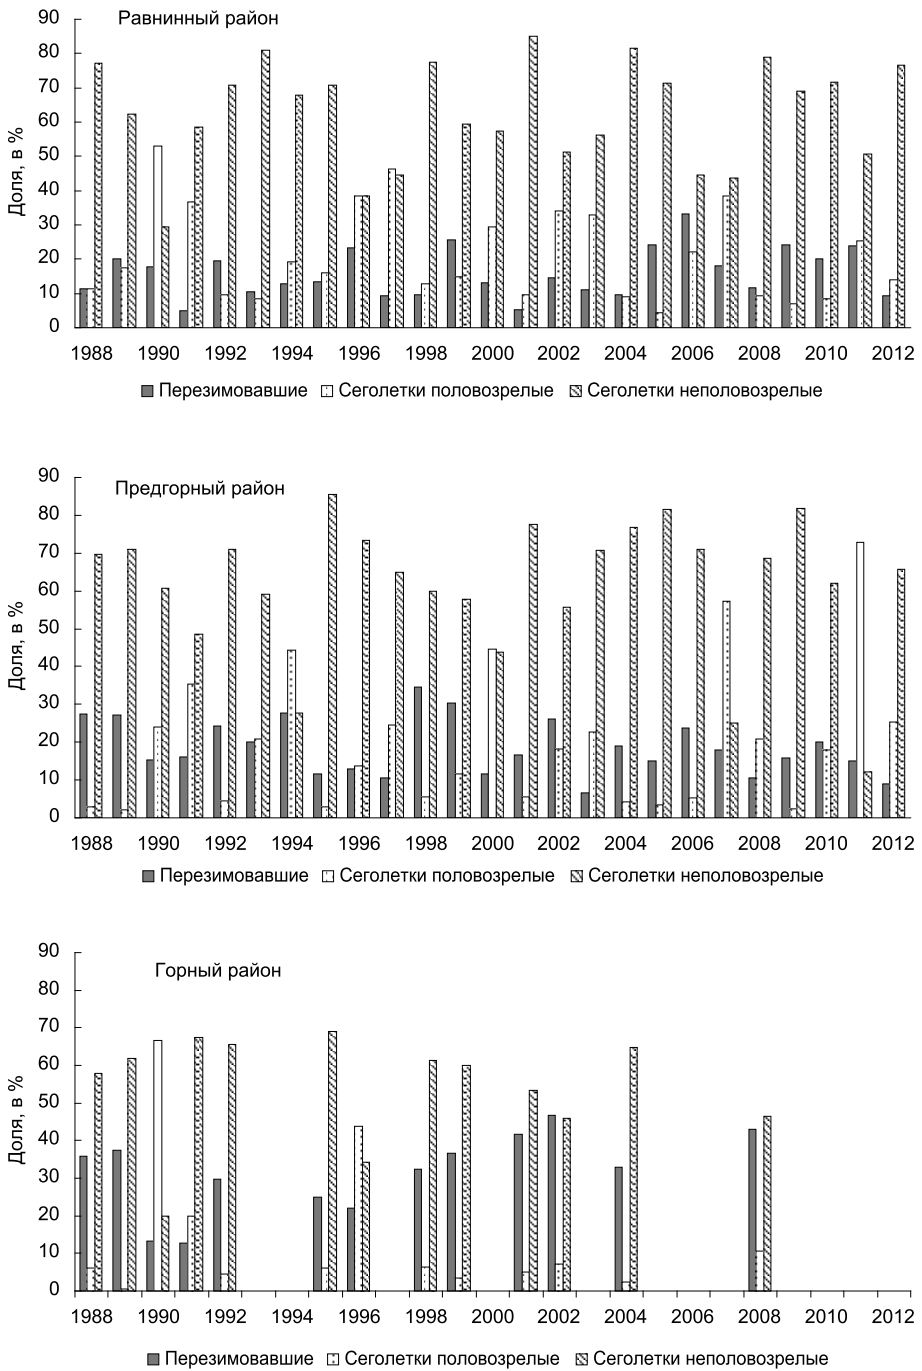 Равнинный район
Доля, в %
90
80
70
60
50
40
30
20
10
0
1988 1990 1992 1994 1996 1998 2000 2002 2004 2006 2008 2010 2012
Перезимовавшие Сеголетки половозрелые Сеголетки неполовозрелые
Предгорный район
Доля, в %
90
80
70
60
50
40
30
20
10
0
1988 1990 1992 1994 1996 1998 2000 2002 2004 2006 2008 2010 2012
Перезимовавшие Сеголетки половозрелые Сеголетки неполовозрелые
Горный район
Доля, в %
90
80
70
60
50
40
30
20
10
0
1988 1990 1992 1994 1996 1998 2000 2002 2004 2006 2008 2010 2012
Перезимовавшие Сеголетки половозрелые Сеголетки неполовозрелые